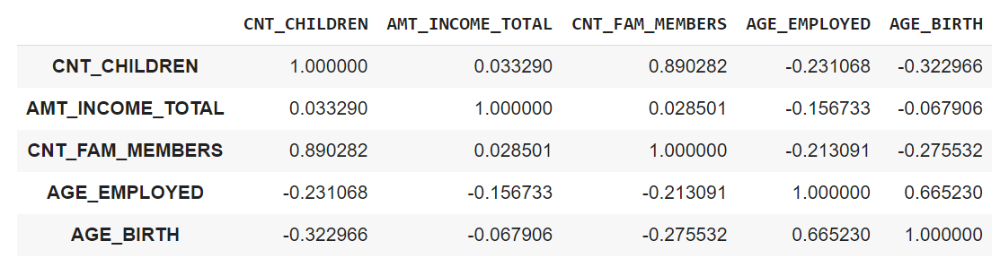 CNT_CHILDREN AMT_INCOME_TOTAL CNT_FAM_MEMBERS AGE_EMPLOYED AGE_BIRTH
CNT_CHILDREN 1.000000 0.033290 0.890282 -0.231068 -0.322966
AMT_INCOME_TOTAL 0.033290 1.000000 0.028501 -0.156733 -0.067906
CNT_FAM_MEMBERS 0.890282 0.028501 1.000000 -0.213091 -0.275532
AGE_EMPLOYED -0.231068 -0.156733 -0.213091 1.000000 0.665230
AGE_BIRTH -0.322966 -0.067906 -0.275532 0.665230 1.000000